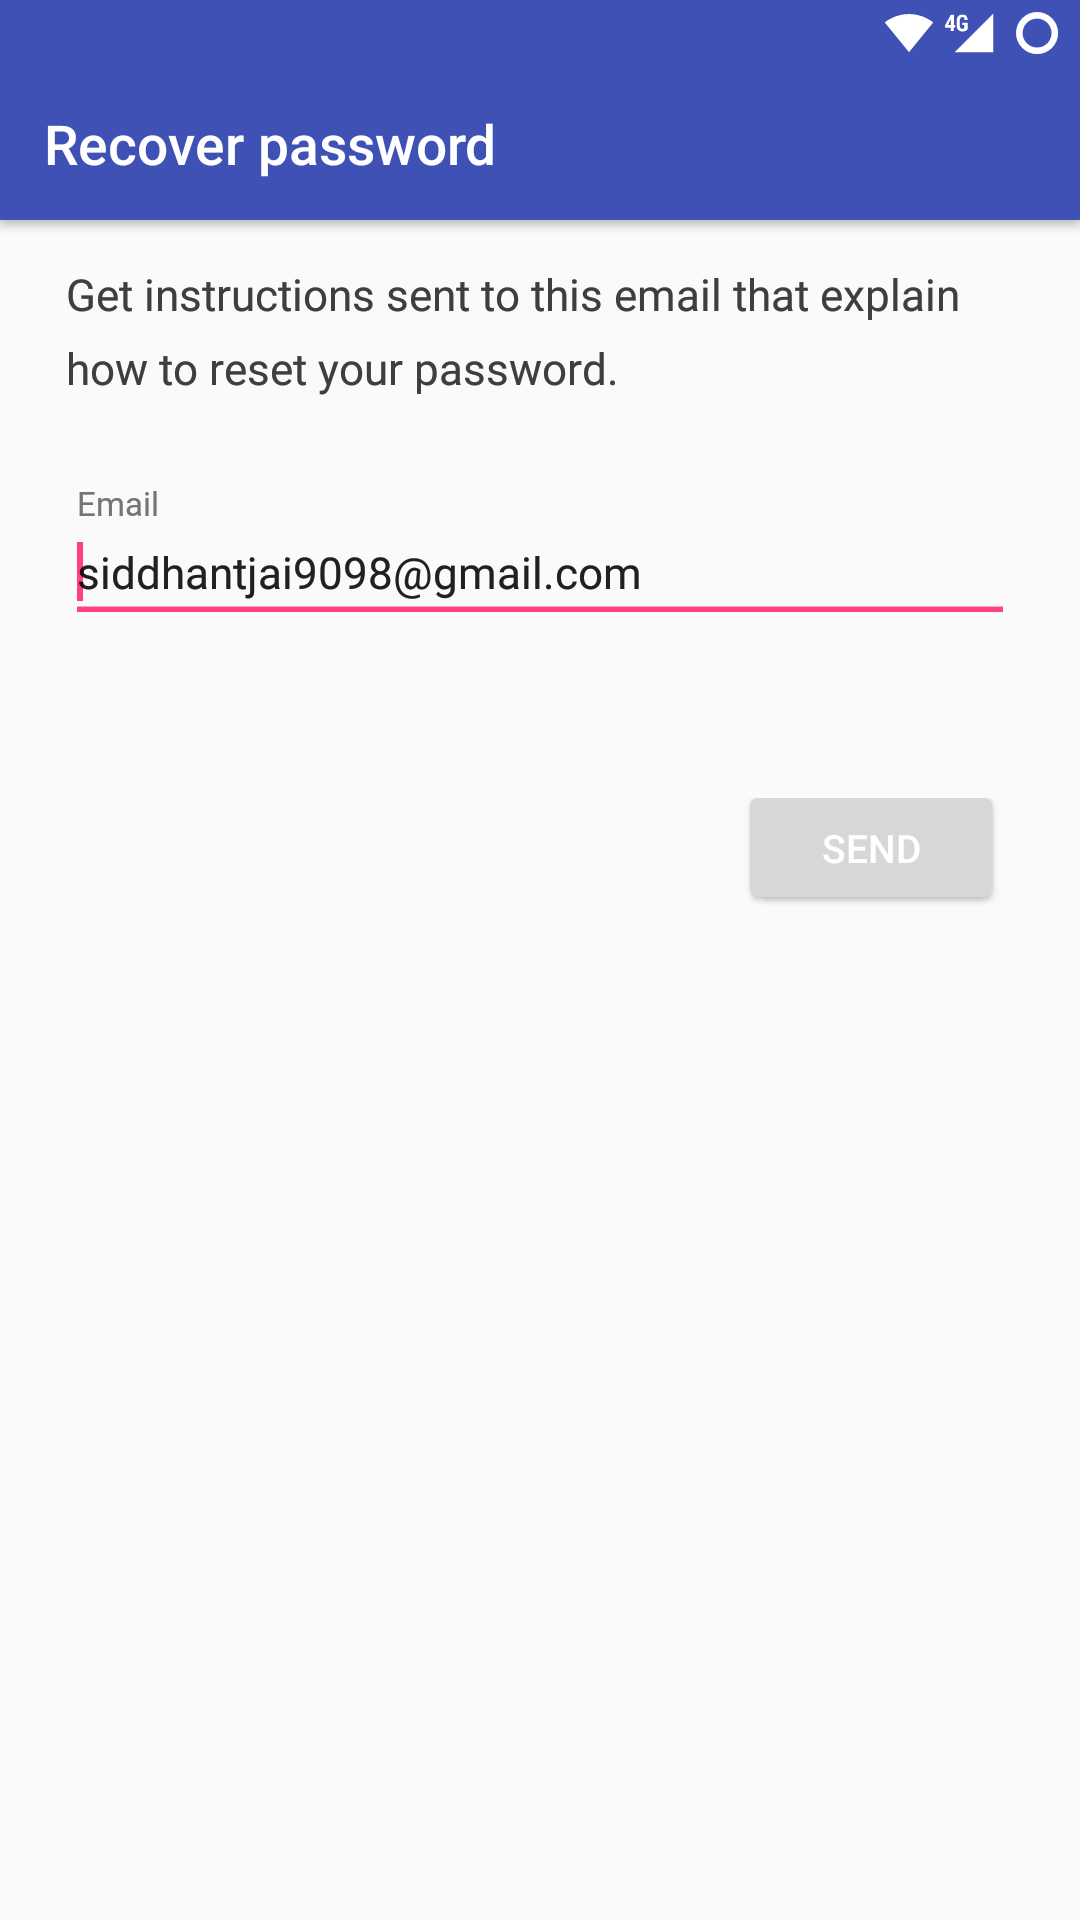 4G
Recover password
Get instructions sent to this email that explain
how to reset your password.
Email
siddhantjai9098@gmail.com
SEND